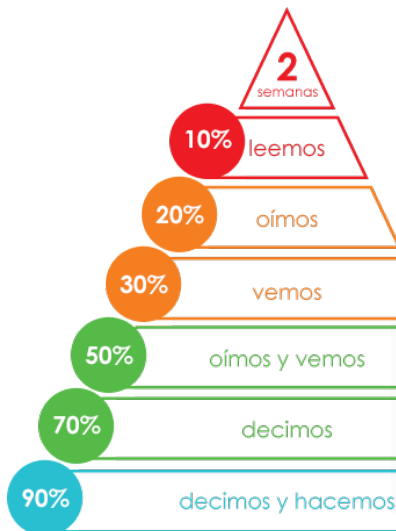 2
semanas
10% leemos
20% oímos
30% vemos
50% oímos y vemos
70% decimos
90% decimos y hacemos